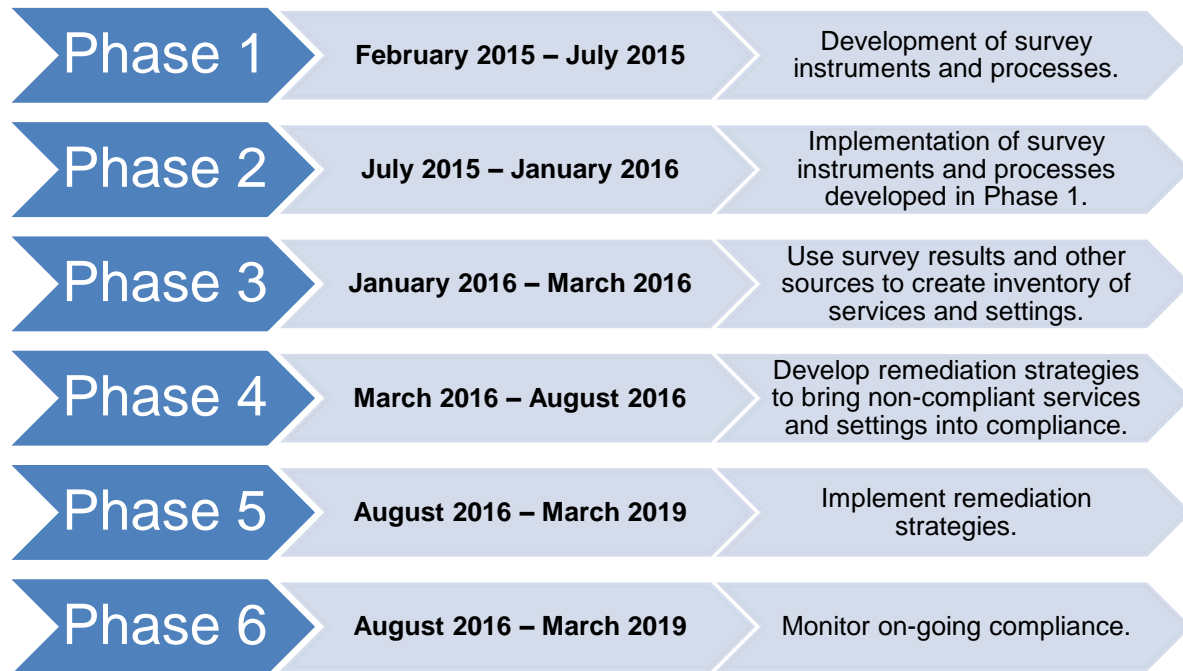 Phase 1
February 2015 – July 2015
Development of survey
instruments and processes.
Phase 2
July 2015 – January 2016
Implementation of survey
instruments and processes
developed in Phase 1.
Phase 3
January 2016 – March 2016
Use survey results and other
sources to create inventory of
services and settings.
Phase 4
March 2016 – August 2016
Develop remediation strategies
to bring non-compliant services
and settings into compliance.
Phase 5
August 2016 – March 2019
Implement remediation
strategies.
Phase 6
August 2016 – March 2019
Monitor on-going compliance.